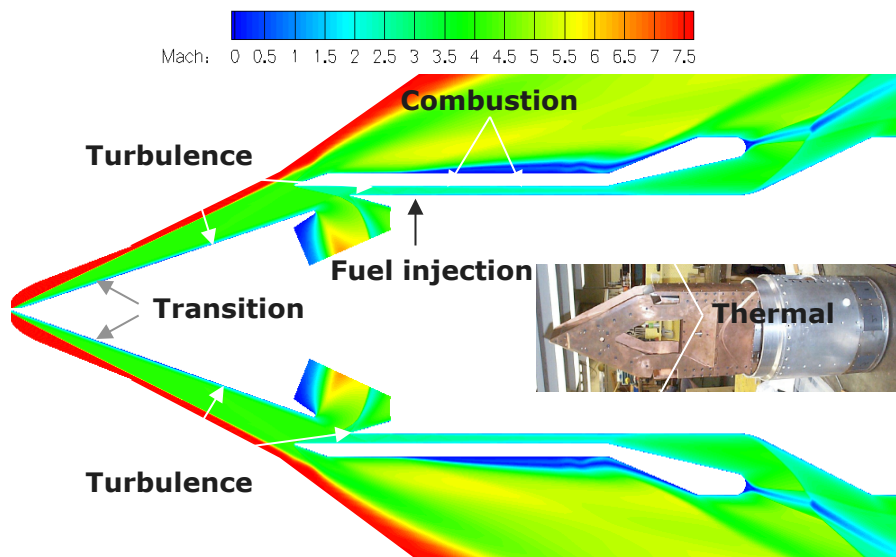 Mach: 0 0.5 1 1.5 2 2.5 3 3.5 4 4.5 5 5.5 6 6.5 7 7.5
Combustion
Turbulence
Fuel injection
Transition
Thermal
Turbulence